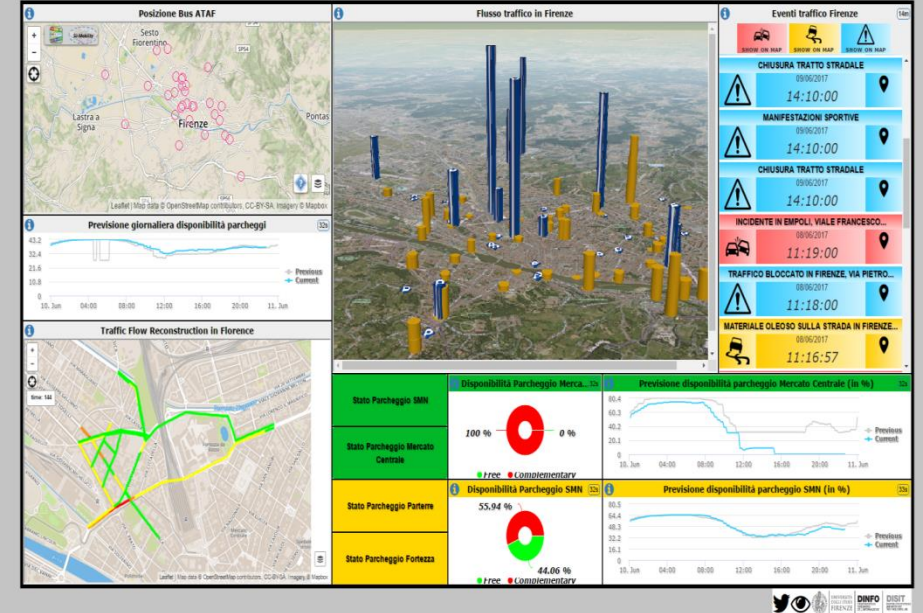 Posizione Bus ATAF
Sesto
Fiorentino
SP54
Lastra a
Signa
Firenze
Pontas
Leaflet | Map data © OpenStreetMap contributors, CC-BY-SA, Imagery © Mapbox
Previsione giornaliera disponibilità parcheggi
32s
43.2
32.4
21.6
10.8
0
Previous
Current
10. Jun 04:00 08:00 12:00 16:00 20:00 11. Jun
Traffic Flow Reconstruction in Florence
time: 144
Leaflet | Map data © OpenStreetMap contributors, CC-BY-SA, Imagery © Mapbox
Flusso traffico in Firenze
Eventi traffico Firenze
14m
SHOW ON MAP SHOW ON MAP SHOW ON MAP
CHIUSURA TRATTO STRADALE
09/06/2017
14:10:00
MANIFESTAZIONI SPORTIVE
09/06/2017
14:10:00
CHIUSURA TRATTO STRADALE
09/06/2017
14:10:00
INCIDENTE IN EMPOLI, VIALE FRANCESCO...
08/06/2017
11:19:00
TRAFFICO BLOCCATO IN FIRENZE, VIA PIETRO...
08/06/2017
11:18:00
MATERIALE OLEOSO SULLA STRADA IN FIRENZE...
08/06/2017
11:16:57
Stato Parcheggio SMN
Stato Parcheggio Mercato
Centrale
Stato Parcheggio Parterre
Stato Parcheggio Fortezza
Disponibilità Parcheggio Merca...
32s
100 %
0 %
Free Complementary
Previsione disponibilità parcheggio Mercato Centrale (in %)
32s
80.4
60.3
40.2
20.1
0
Previous
Current
10. Jun 04:00 08:00 12:00 16:00 20:00 11. Jun
Disponibilità Parcheggio SMN
32s
55.94 %
44.06 %
Free Complementary
Previsione disponibilità parcheggio SMN (in %)
33s
80.5
64.4
48.3
32.2
16.1
0
Previous
Current
10. Jun 04:00 08:00 12:00 16:00 20:00 11. Jun
UNIVERSITÀ
DEGLI STUDI
FIRENZE
DINFO
DISIT